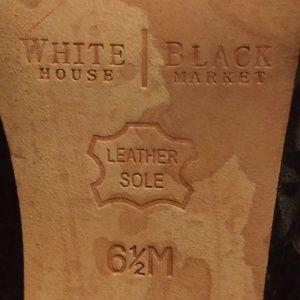 WHITE | BLACK
HOUSE | MARKET
LEATHER
SOLE
6½M